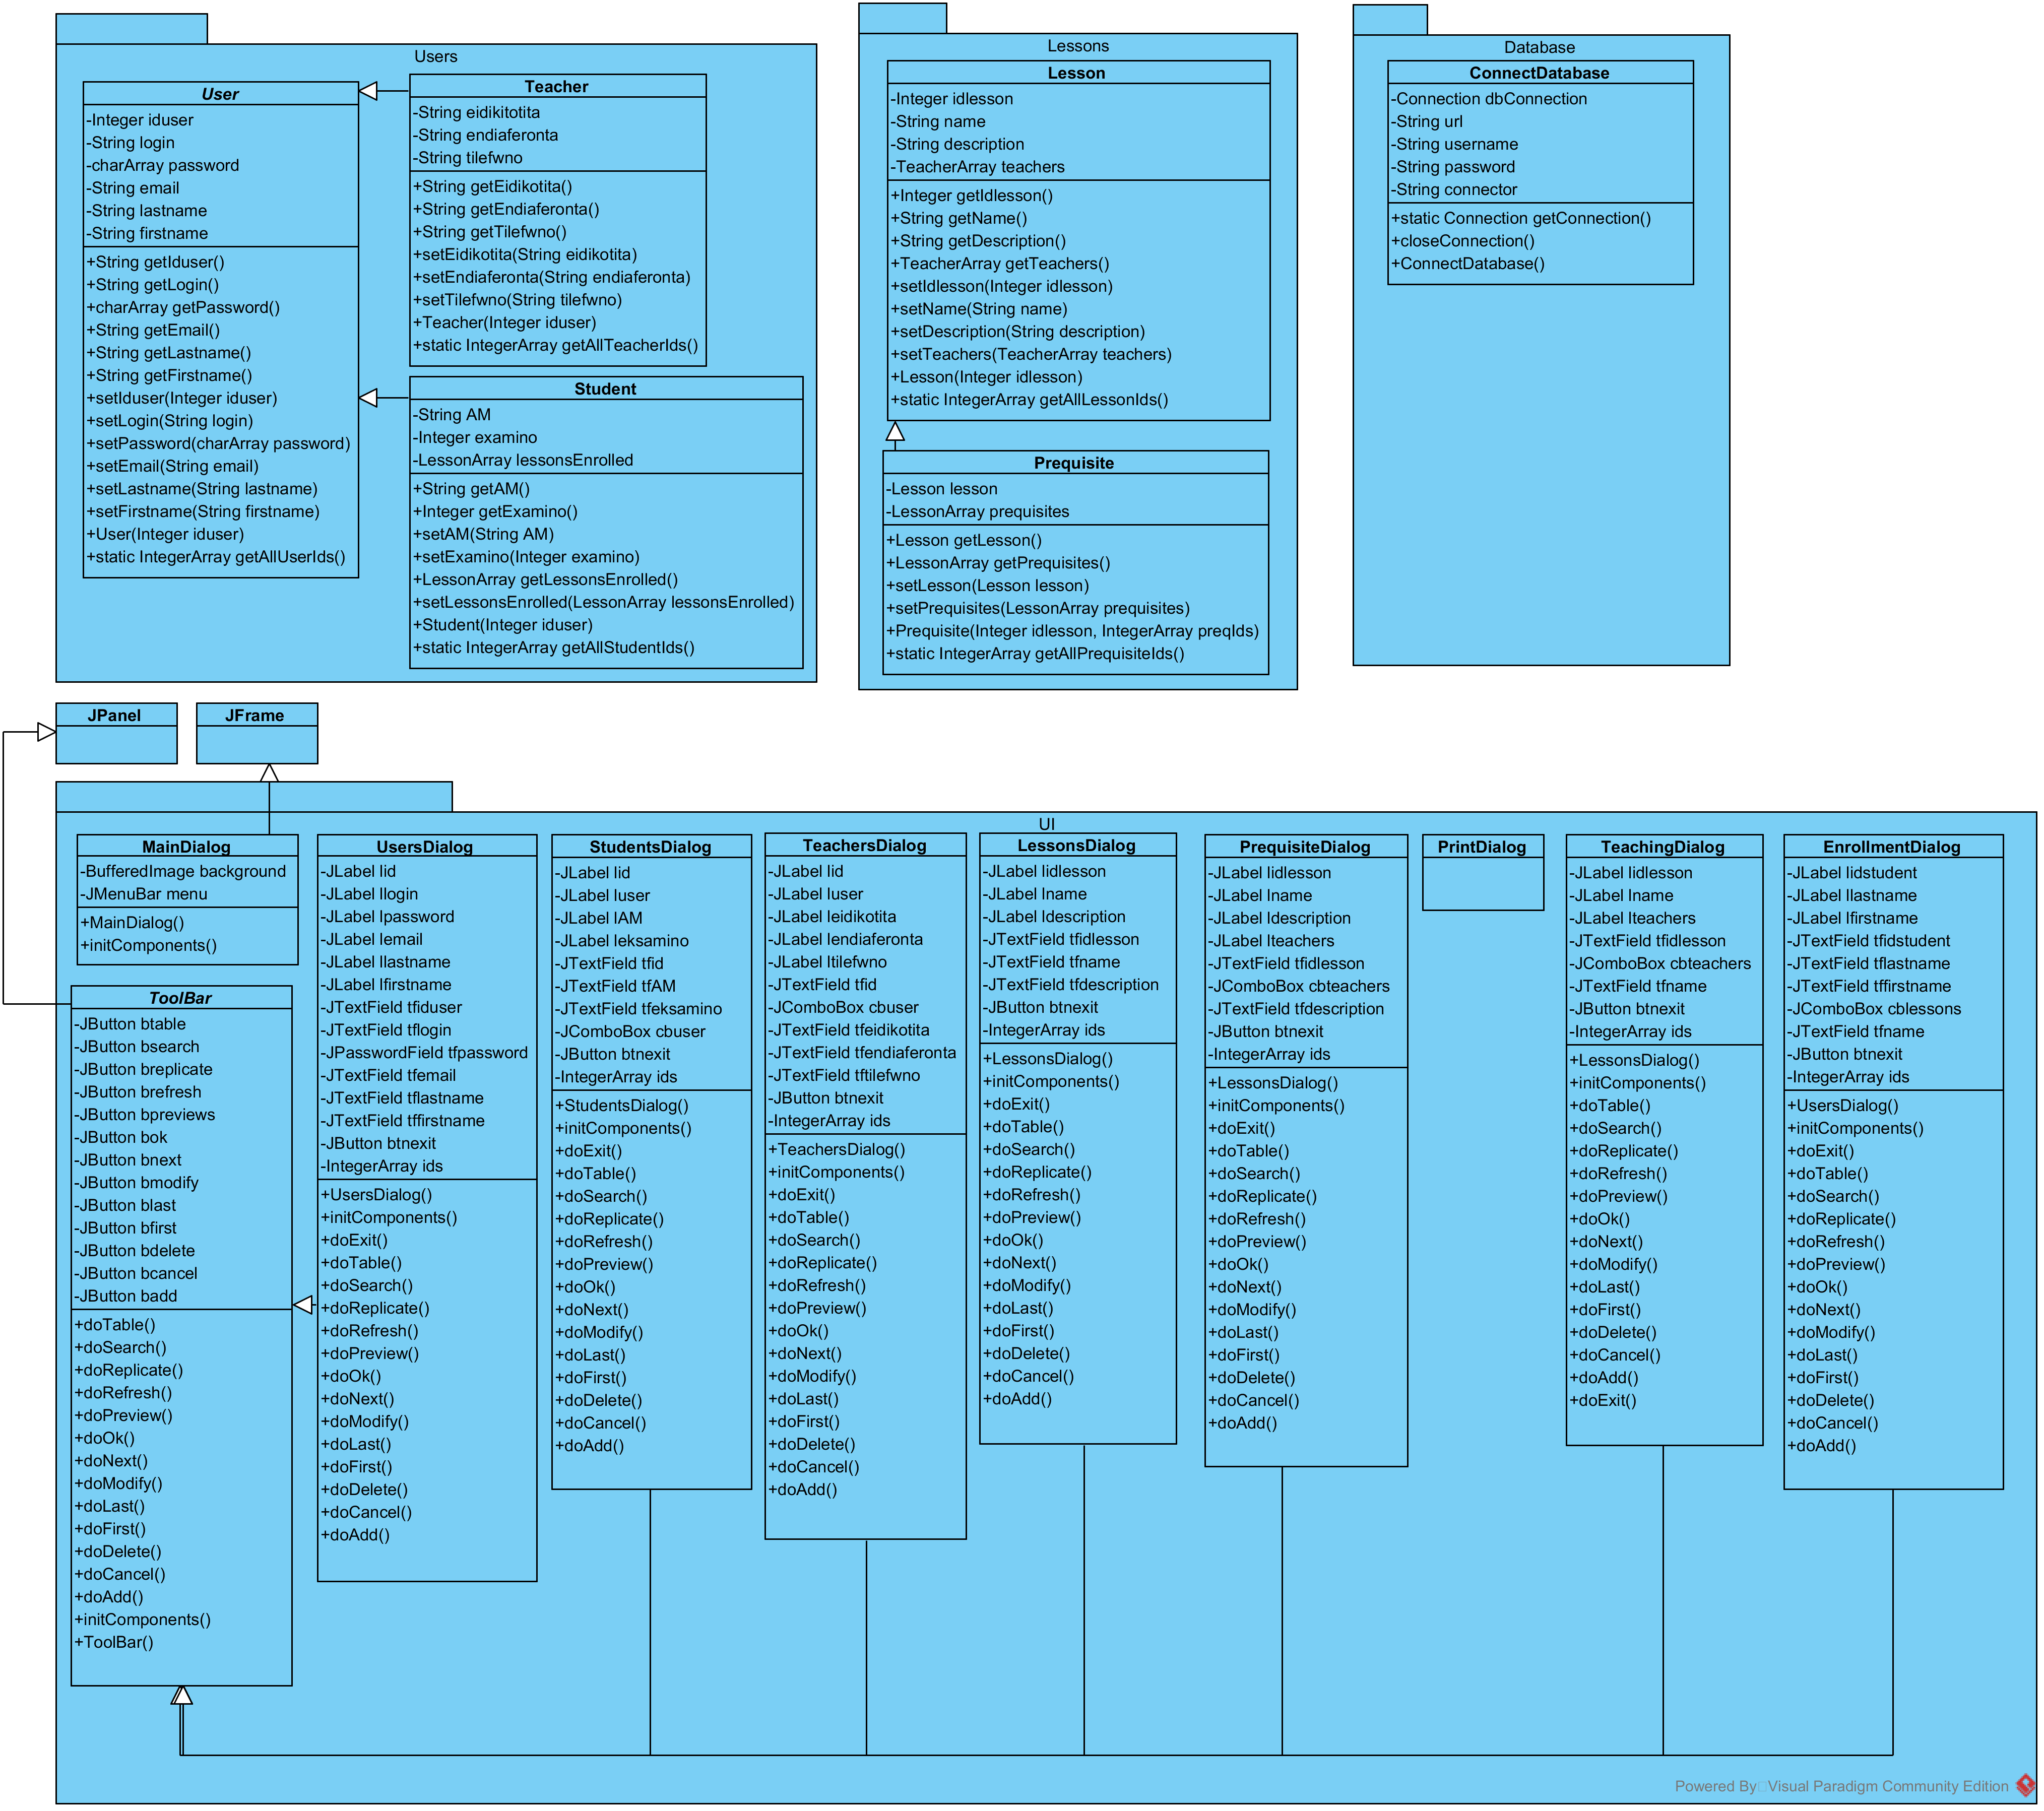 Users
User
-Integer iduser
-String login
-charArray password
-String email
-String lastname
-String firstname
+String getIduser()
+String getLogin()
+charArray getPassword()
+String getEmail()
+String getLastname()
+String getFirstname()
+setIduser(Integer iduser)
+setLogin(String login)
+setPassword(charArray password)
+setEmail(String email)
+setLastname(String lastname)
+setFirstname(String firstname)
+User(Integer iduser)
+static IntegerArray getAllUserIds()
Teacher
-String eidikitotita
-String endiaferonta
-String tilefwno
+String getEidikotita()
+String getEndiaferonta()
+String getTilefwno()
+setEidikotita(String eidikotita)
+setEndiaferonta(String endiaferonta)
+setTilefwno(String tilefwno)
+Teacher(Integer iduser)
+static IntegerArray getAllTeacherIds()
Student
-String AM
-Integer examino
-LessonArray lessonsEnrolled
+String getAM()
+Integer getExamino()
+setAM(String AM)
+setExamino(Integer examino)
+LessonArray getLessonsEnrolled()
+setLessonsEnrolled(LessonArray lessonsEnrolled)
+Student(Integer iduser)
+static IntegerArray getAllStudentIds()
Lessons
Lesson
-Integer idlesson
-String name
-String description
-TeacherArray teachers
+Integer getIdlesson()
+String getName()
+String getDescription()
+TeacherArray getTeachers()
+setIdlesson(Integer idlesson)
+setName(String name)
+setDescription(String description)
+setTeachers(TeacherArray teachers)
+Lesson(Integer idlesson)
+static IntegerArray getAllLessonIds()
Prequisite
-Lesson lesson
-LessonArray prequisites
+Lesson getLesson()
+LessonArray getPrequisites()
+setLesson(Lesson lesson)
+setPrequisites(LessonArray prequisites)
+Prequisite(Integer idlesson, IntegerArray preqIds)
+static IntegerArray getAllPrequisiteIds()
Database
ConnectDatabase
-Connection dbConnection
-String url
-String username
-String password
-String connector
+static Connection getConnection()
+closeConnection()
+ConnectDatabase()
JPanel
JFrame
UI
MainDialog
-BufferedImage background
-JMenuBar menu
+MainDialog()
+initComponents()
ToolBar
-JButton btable
-JButton bsearch
-JButton breplicate
-JButton brefresh
-JButton bpreviews
-JButton bok
-JButton bnext
-JButton bmodify
-JButton blast
-JButton bfirst
-JButton bdelete
-JButton bcancel
-JButton badd
+doTable()
+doSearch()
+doReplicate()
+doRefresh()
+doPreview()
+doOk()
+doNext()
+doModify()
+doLast()
+doFirst()
+doDelete()
+doCancel()
+doAdd()
+initComponents()
+ToolBar()
UsersDialog
-JLabel lid
-JLabel llogin
-JLabel lpassword
-JLabel lemail
-JLabel llastname
-JLabel lfirstname
-JTextField tfiduser
-JTextField tflogin
-JPasswordField tfpassword
-JTextField tfemail
-JTextField tflastname
-JTextField tffirstname
-JButton btnexit
-IntegerArray ids
+UsersDialog()
+initComponents()
+doExit()
+doTable()
+doSearch()
+doReplicate()
+doRefresh()
+doPreview()
+doOk()
+doNext()
+doModify()
+doLast()
+doFirst()
+doDelete()
+doCancel()
+doAdd()
StudentsDialog
-JLabel lid
-JLabel luser
-JLabel lAM
-JLabel leksamino
-JTextField tfid
-JTextField tfAM
-JTextField tfeksamino
-JComboBox cbuser
-JButton btnexit
-IntegerArray ids
+StudentsDialog()
+initComponents()
+doExit()
+doTable()
+doSearch()
+doReplicate()
+doRefresh()
+doPreview()
+doOk()
+doNext()
+doModify()
+doLast()
+doFirst()
+doDelete()
+doCancel()
+doAdd()
TeachersDialog
-JLabel lid
-JLabel luser
-JLabel leidikotita
-JLabel lendiaferonta
-JLabel ltilefwno
-JTextField tfid
-JComboBox cbuser
-JTextField tfeidikotita
-JTextField tfendiaferonta
-JTextField tftilefwno
-JButton btnexit
-IntegerArray ids
+TeachersDialog()
+initComponents()
+doExit()
+doTable()
+doSearch()
+doReplicate()
+doRefresh()
+doPreview()
+doOk()
+doNext()
+doModify()
+doLast()
+doFirst()
+doDelete()
+doCancel()
+doAdd()
LessonsDialog
-JLabel lidlesson
-JLabel lname
-JLabel ldescription
-JTextField tfidlesson
-JTextField tfname
-JTextField tfdescription
-JButton btnexit
-IntegerArray ids
+LessonsDialog()
+initComponents()
+doExit()
+doTable()
+doSearch()
+doReplicate()
+doRefresh()
+doPreview()
+doOk()
+doNext()
+doModify()
+doLast()
+doFirst()
+doDelete()
+doCancel()
+doAdd()
PrequisiteDialog
-JLabel lidlesson
-JLabel lname
-JLabel ldescription
-JLabel lteachers
-JTextField tfidlesson
-JComboBox cbteachers
-JTextField tfdescription
-JButton btnexit
-IntegerArray ids
+LessonsDialog()
+initComponents()
+doExit()
+doTable()
+doSearch()
+doReplicate()
+doRefresh()
+doPreview()
+doOk()
+doNext()
+doModify()
+doLast()
+doFirst()
+doDelete()
+doCancel()
+doAdd()
PrintDialog
TeachingDialog
-JLabel lidlesson
-JLabel lname
-JLabel lteachers
-JTextField tfidlesson
-JComboBox cbteachers
-JTextField tfname
-JButton btnexit
-IntegerArray ids
+LessonsDialog()
+initComponents()
+doTable()
+doSearch()
+doReplicate()
+doRefresh()
+doPreview()
+doOk()
+doNext()
+doModify()
+doLast()
+doFirst()
+doDelete()
+doCancel()
+doAdd()
+doExit()
EnrollmentDialog
-JLabel lidstudent
-JLabel llastname
-JLabel lfirstname
-JTextField tfidstudent
-JTextField tflastname
-JTextField tffirstname
-JComboBox cblessons
-JTextField tfname
-JButton btnexit
-IntegerArray ids
+UsersDialog()
+initComponents()
+doExit()
+doTable()
+doSearch()
+doReplicate()
+doRefresh()
+doPreview()
+doOk()
+doNext()
+doModify()
+doLast()
+doFirst()
+doDelete()
+doCancel()
+doAdd()
Powered By Visual Paradigm Community Edition